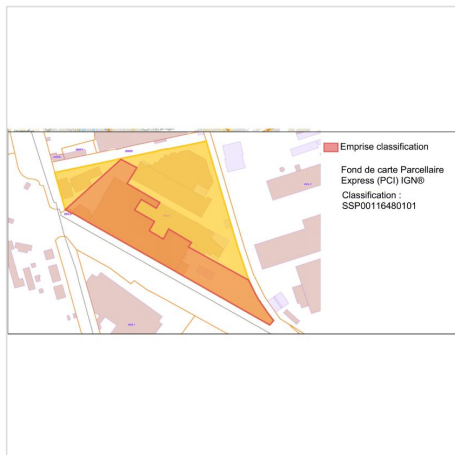 Emprise classification
Fond de carte Parcellaire
Express (PCI) IGN®
Classification :
SSP00116480101